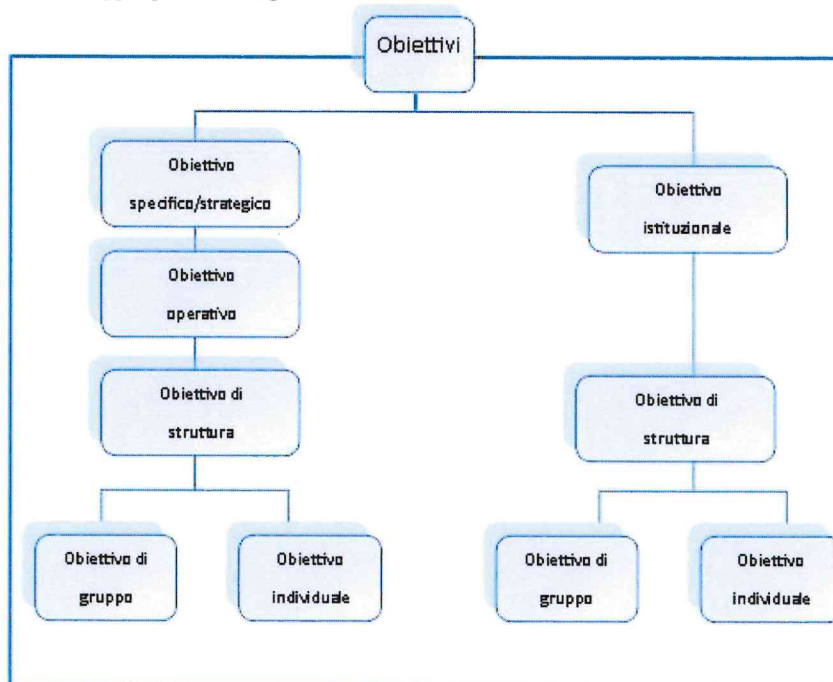 Obiettivi
Obiettivo
specifico/strategico
Obiettivo
operativo
Obiettivo di
struttura
Obiettivo di
gruppo
Obiettivo
individuale
Obiettivo
istituzionale
Obiettivo di
struttura
Obiettivo di
gruppo
Obiettivo
individuale